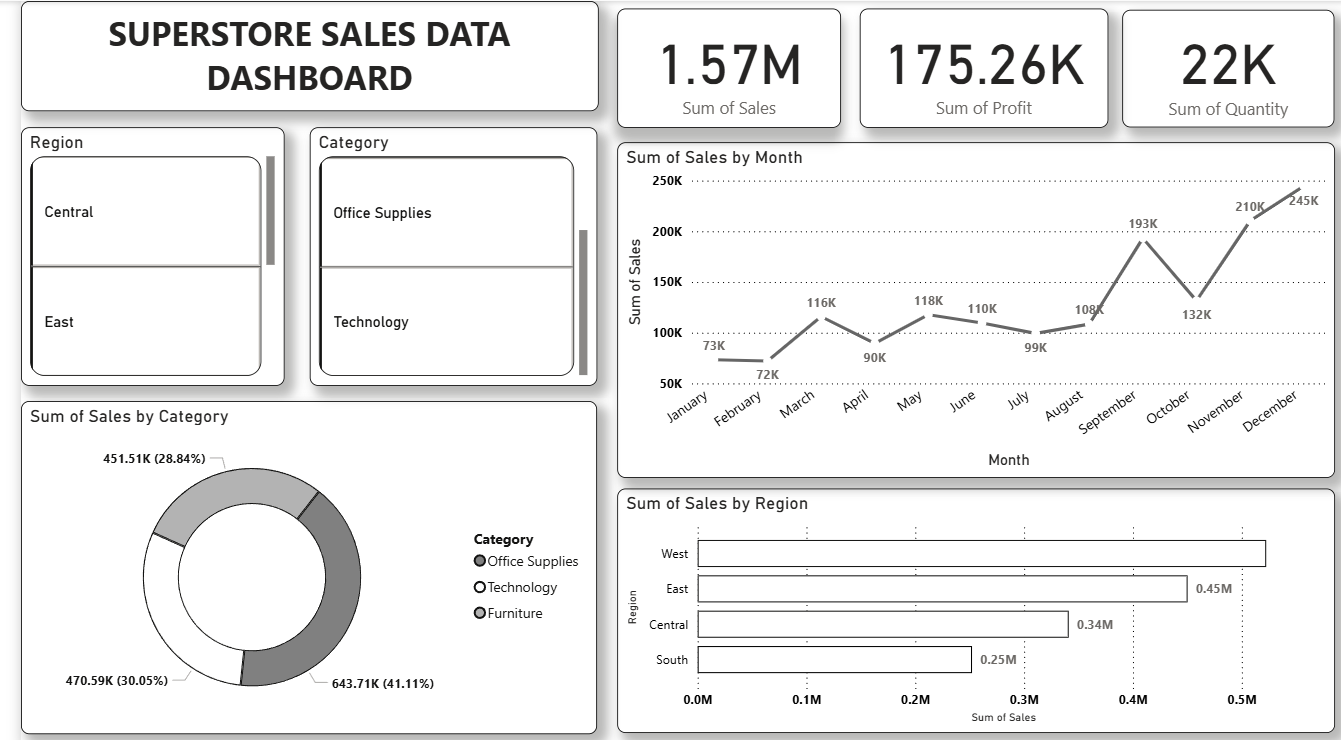 SUPERSTORE SALES DATA
DASHBOARD
1.57M
Sum of Sales
175.26K
Sum of Profit
22K
Sum of Quantity
Region
Central
East
Category
Office Supplies
Technology
Sum of Sales by Month
Sum of Sales
250K
200K
150K
100K
50K
73K
72K
116K
90K
118K
110K
99K
108K
193K
132K
210K
245K
January
February
March
April
May
June
July
August
September
October
November
December
Month
Sum of Sales by Category
451.51K (28.84%)
470.59K (30.05%)
643.71K (41.11%)
Category
Office Supplies
Technology
Furniture
Sum of Sales by Region
Region
West
East 0.45M
Central 0.34M
South 0.25M
0.0M 0.1M 0.2M 0.3M 0.4M 0.5M
Sum of Sales